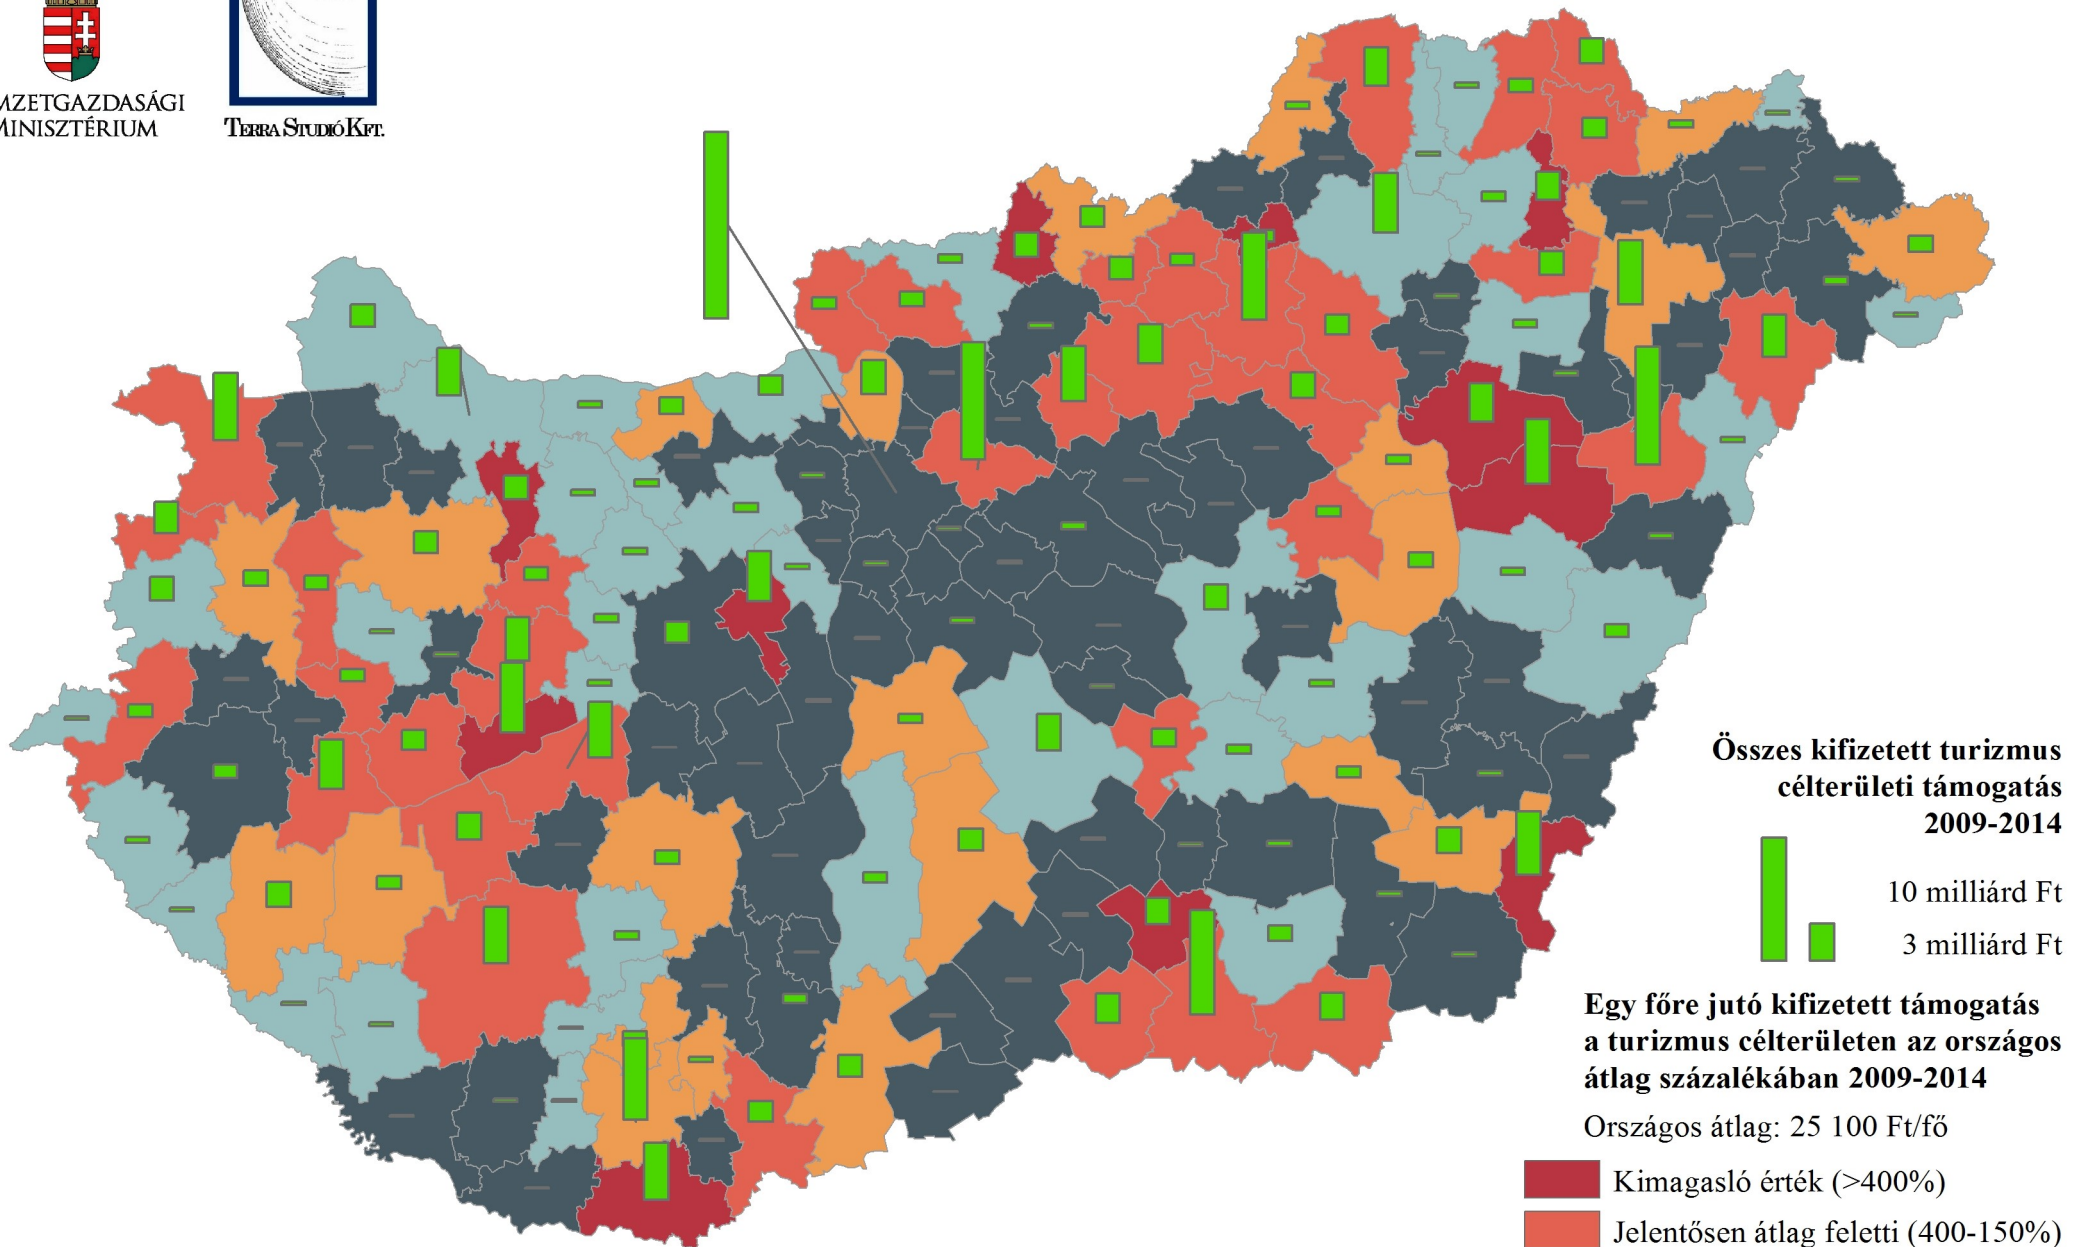 MZETGAZDASÁGI
MINISZTÉRIUM
TERRA STUDIÓ KFT.
Összes kifizetett turizmus
célterületi támogatás
2009-2014
10 milliárd Ft
3 milliárd Ft
Egy főre jutó kifizetett támogatás
a turizmus célterületen az országos
átlag százalékában 2009-2014
Országos átlag: 25 100 Ft/fő
Kimagasló érték (>400%)
Jelentősen átlag feletti (400-150%)